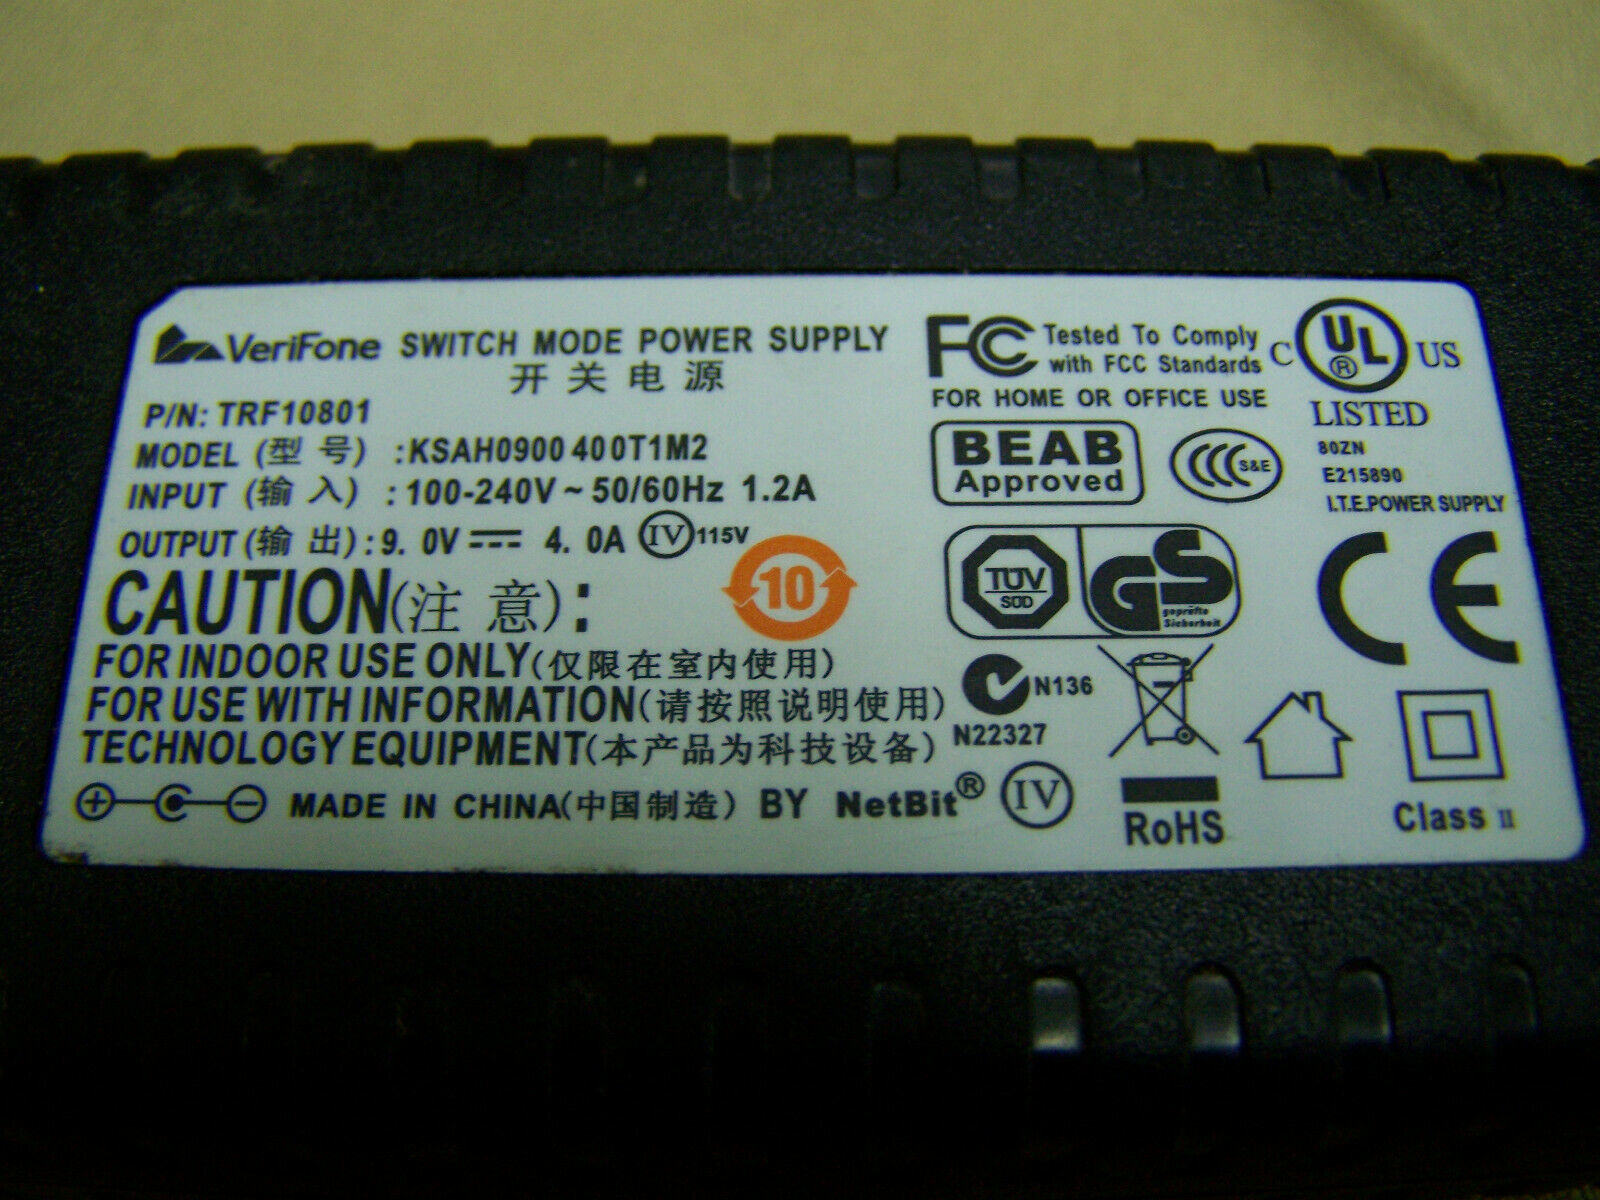 VeriFone SWITCH MODE POWER SUPPLY
开关电源
P/N: TRF10801
MODEL (型号) :KSAH0900400T1M2
INPUT (输入) : 100-240V ~ 50/60Hz 1.2A
OUTPUT (输出) : 9.0V 4.0A IV 115V
10
CAUTION(注意):
FOR INDOOR USE ONLY(仅限在室内使用)
FOR USE WITH INFORMATION(请按照说明使用)
TECHNOLOGY EQUIPMENT(本产品为科技设备)
+ - MADE IN CHINA(中国制造) BY NetBit® IV
FC Tested To Comply
with FCC Standards
FOR HOME OR OFFICE USE
C UL ® US
LISTED
80ZN
E215890
I.T.E.POWER SUPPLY
BEAB
Approved
CCC S&E
TÜV
SÜD
GS
geprüfte
Sicherheit
CE
N136
N22327
RoHS
Class II